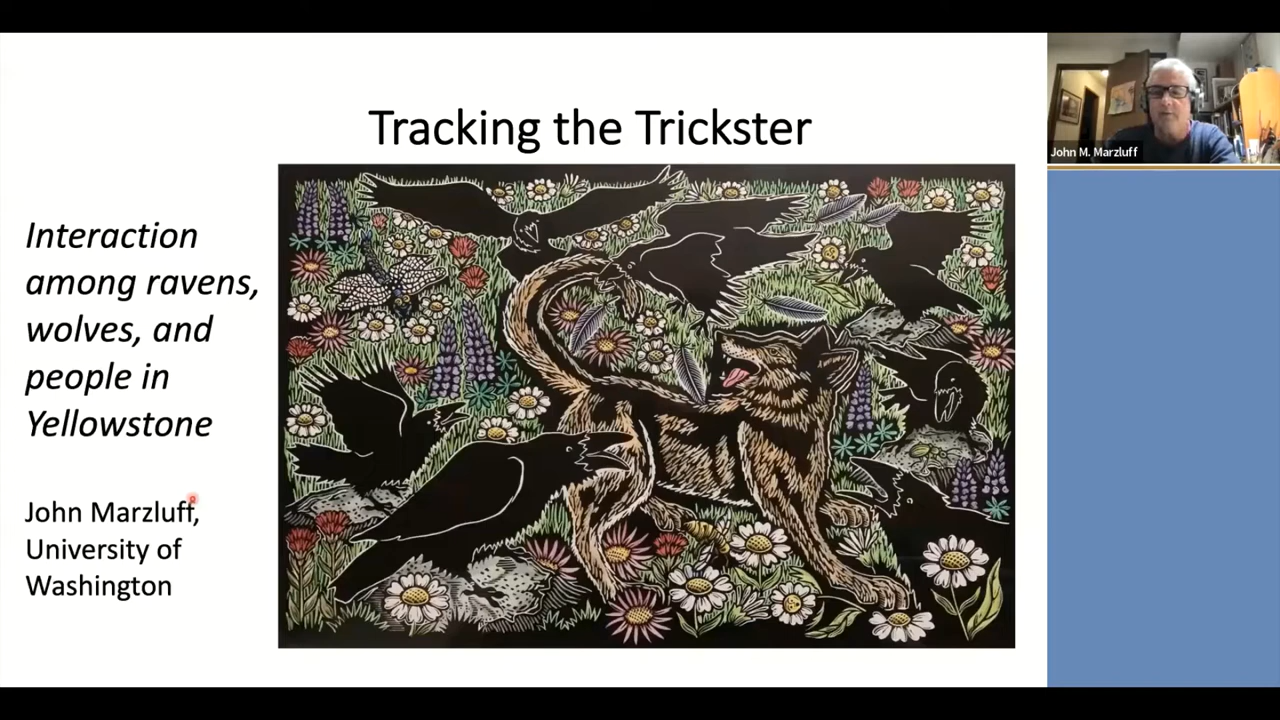 Tracking the Trickster
Interaction
among ravens,
wolves, and
people in
Yellowstone
John Marzluff,
University of
Washington
John M. Marzluff